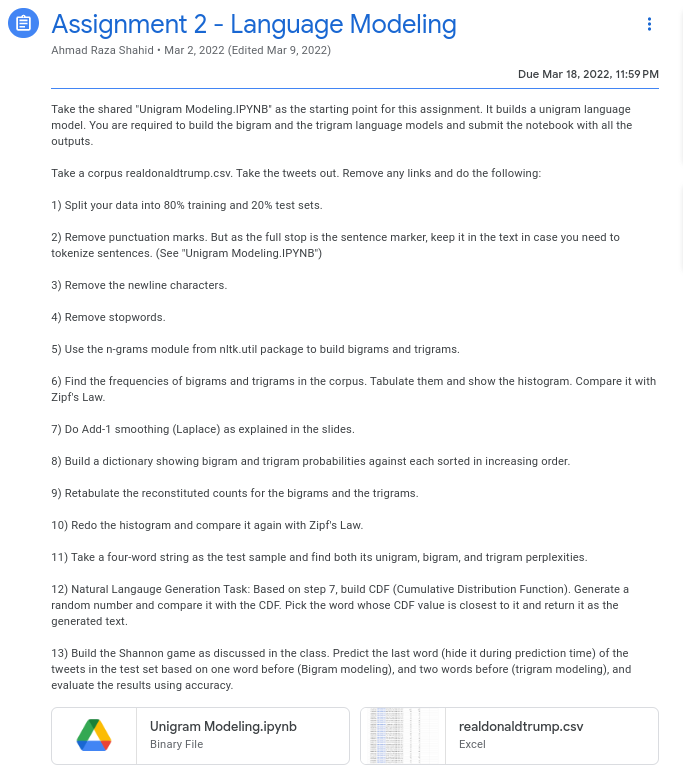 Assignment 2 - Language Modeling
Ahmad Raza Shahid • Mar 2, 2022 (Edited Mar 9, 2022)
Due Mar 18, 2022, 11:59 PM
Take the shared "Unigram Modeling.IPYNB" as the starting point for this assignment. It builds a unigram language
model. You are required to build the bigram and the trigram language models and submit the notebook with all the
outputs.
Take a corpus realdonaldtrump.csv. Take the tweets out. Remove any links and do the following:
1) Split your data into 80% training and 20% test sets.
2) Remove punctuation marks. But as the full stop is the sentence marker, keep it in the text in case you need to
tokenize sentences. (See "Unigram Modeling.IPYNB")
3) Remove the newline characters.
4) Remove stopwords.
5) Use the n-grams module from nltk.util package to build bigrams and trigrams.
6) Find the frequencies of bigrams and trigrams in the corpus. Tabulate them and show the histogram. Compare it with
Zipf's Law.
7) Do Add-1 smoothing (Laplace) as explained in the slides.
8) Build a dictionary showing bigram and trigram probabilities against each sorted in increasing order.
9) Retabulate the reconstituted counts for the bigrams and the trigrams.
10) Redo the histogram and compare it again with Zipf's Law.
11) Take a four-word string as the test sample and find both its unigram, bigram, and trigram perplexities.
12) Natural Langauge Generation Task: Based on step 7, build CDF (Cumulative Distribution Function). Generate a
random number and compare it with the CDF. Pick the word whose CDF value is closest to it and return it as the
generated text.
13) Build the Shannon game as discussed in the class. Predict the last word (hide it during prediction time) of the
tweets in the test set based on one word before (Bigram modeling), and two words before (trigram modeling), and
evaluate the results using accuracy.
Unigram Modeling.ipynb
Binary File
realdonaldtrump.csv
Excel